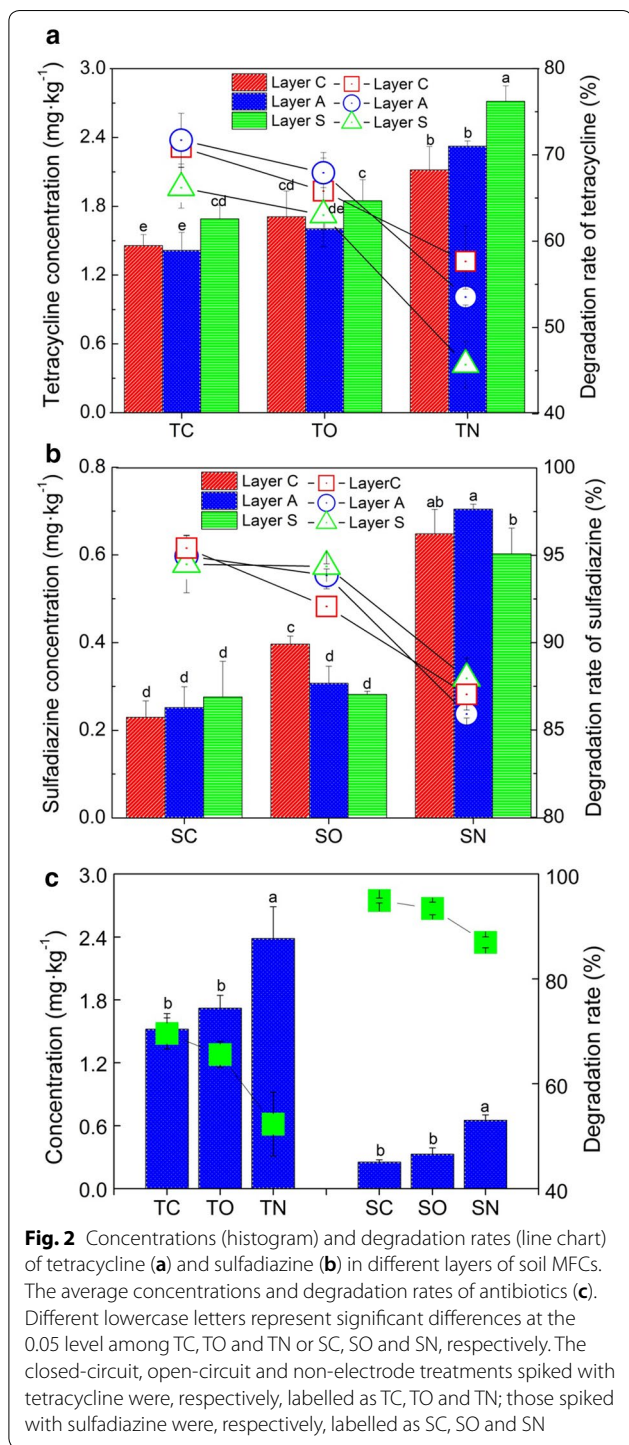 a
3.0
2.4
1.8
1.2
0.6
0.0
Tetracycline concentration (mg·kg⁻¹)
Layer C
Layer A
Layer S
Layer C
Layer A
Layer S
80
70
60
50
40
Degradation rate of tetracycline (%)
e
e
cd
cd
de
c
b
b
a
TC
TO
TN
b
0.8
0.6
0.4
0.2
0.0
Sulfadiazine concentration (mg·kg⁻¹)
Layer C
Layer A
Layer S
LayerC
Layer A
Layer S
100
95
90
85
80
Degradation rate of sulfadiazine (%)
d
d
d
c
d
d
ab
a
b
SC
SO
SN
c
3.0
2.4
1.8
1.2
0.6
0.0
Concentration (mg·kg⁻¹)
100
80
60
40
Degradation rate (%)
b
b
a
b
b
a
TC
TO
TN
SC
SO
SN
Fig. 2 Concentrations (histogram) and degradation rates (line chart)
of tetracycline (a) and sulfadiazine (b) in different layers of soil MFCs.
The average concentrations and degradation rates of antibiotics (c).
Different lowercase letters represent significant differences at the
0.05 level among TC, TO and TN or SC, SO and SN, respectively. The
closed-circuit, open-circuit and non-electrode treatments spiked with
tetracycline were, respectively, labelled as TC, TO and TN; those spiked
with sulfadiazine were, respectively, labelled as SC, SO and SN